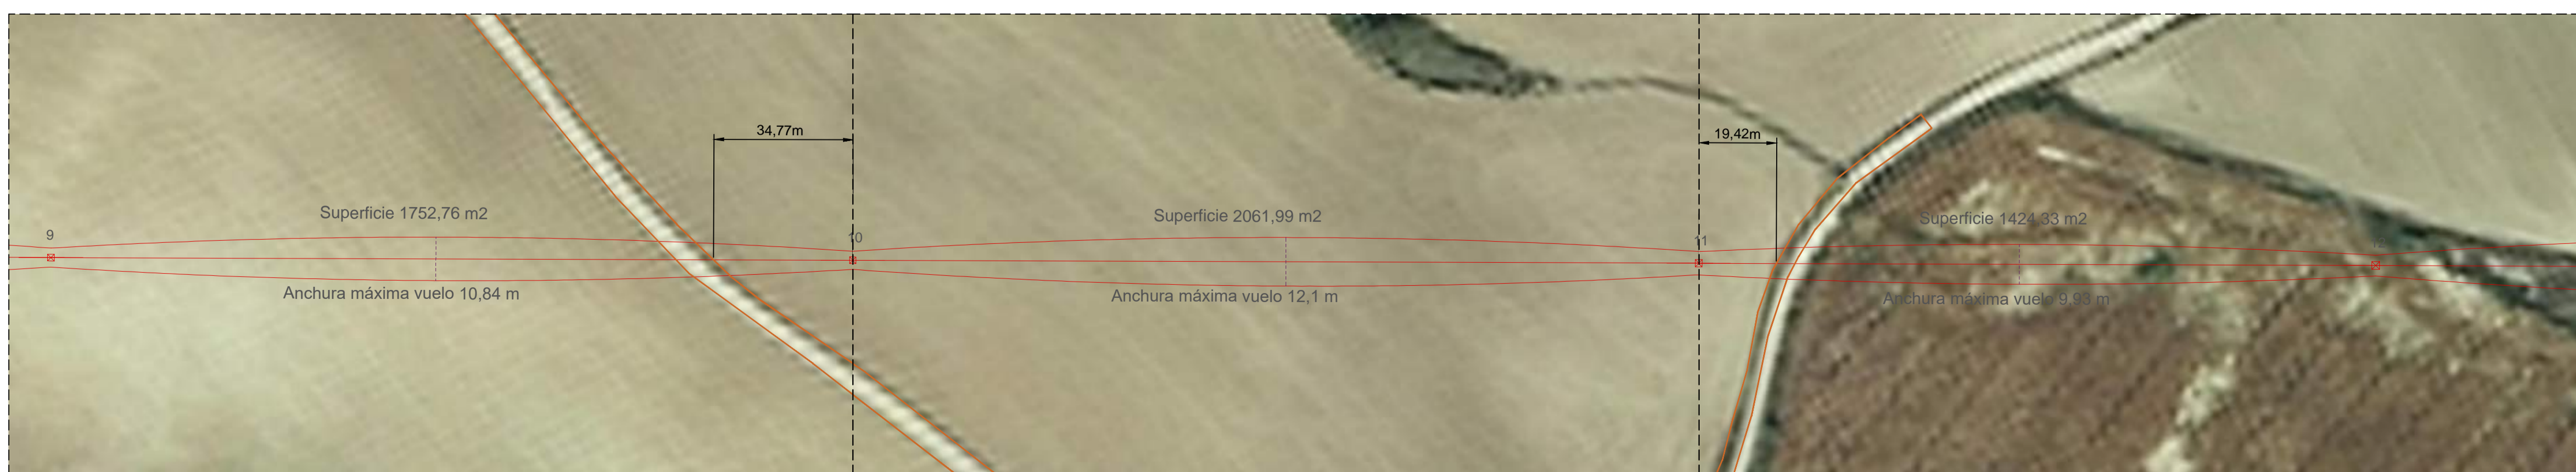 34,77m
19,42m
Superficie 1752,76 m2
Superficie 2061,99 m2
Superficie 1424,33 m2
9
10
11
12
Anchura máxima vuelo 10,84 m
Anchura máxima vuelo 12,1 m
Anchura máxima vuelo 9,93 m